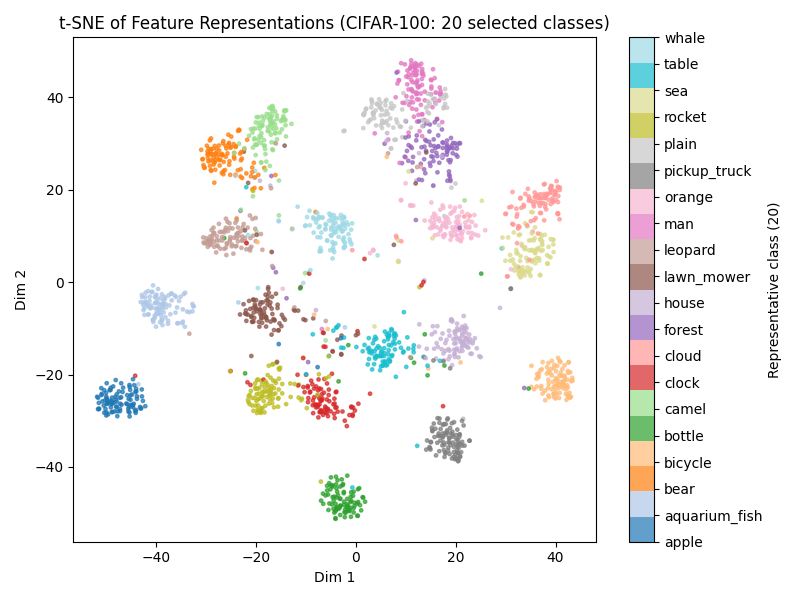 t-SNE of Feature Representations (CIFAR-100: 20 selected classes)
Dim 2
40
20
0
−20
−40
−40
−20
0
20
40
Dim 1
whale
table
sea
rocket
plain
pickup_truck
orange
man
leopard
lawn_mower
house
forest
cloud
clock
camel
bottle
bicycle
bear
aquarium_fish
apple
Representative class (20)